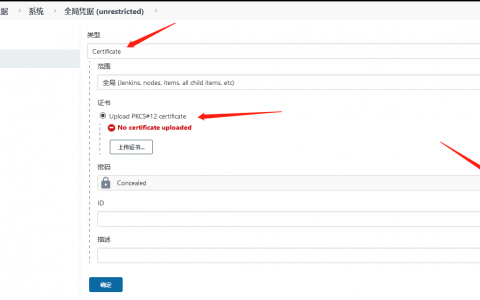 据 › 系统 › 全局凭据 (unrestricted) ›
类型
Certificate
范围
全局 (Jenkins, nodes, items, all child items, etc)
证书
Upload PKCS#12 certificate
No certificate uploaded
上传证书...
密码
Concealed
ID
描述
确定